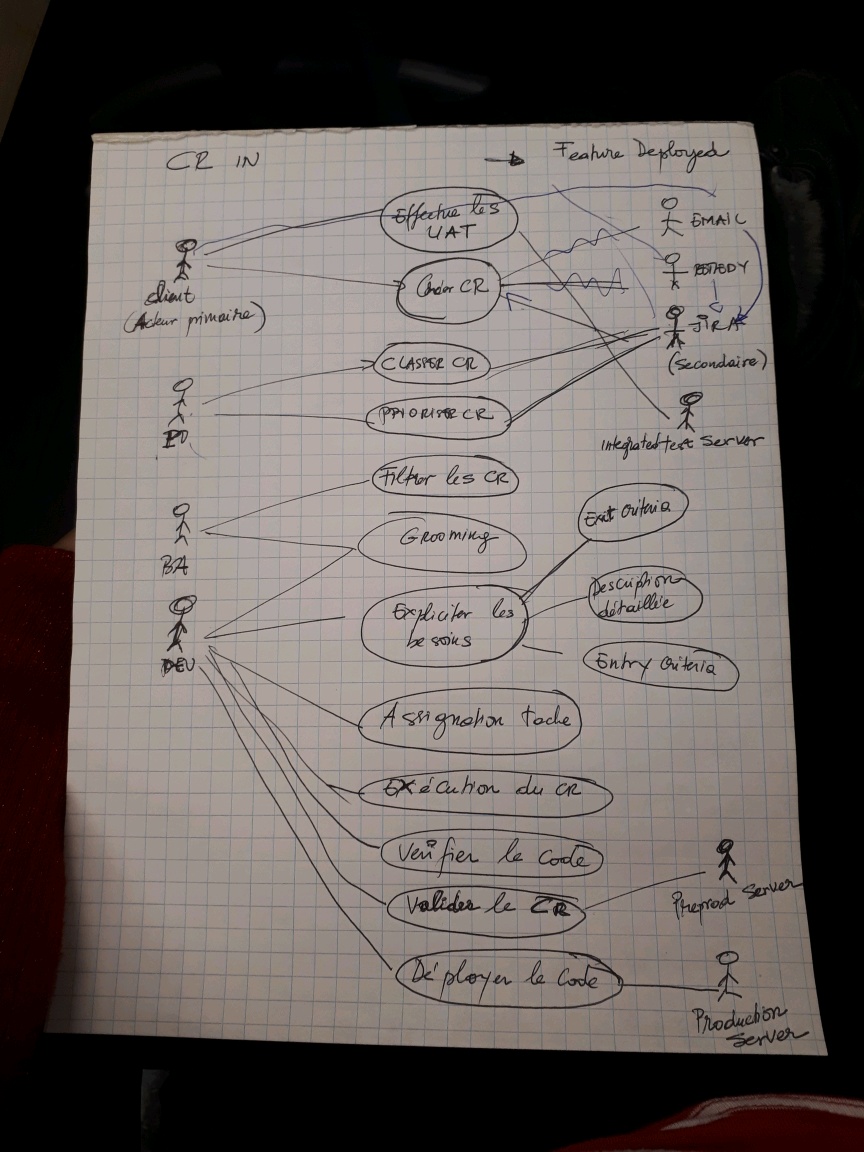 CR IN → Feature Deployed
Effectue les
UAT
EMAIL
REMEDY
Client
(Acteur primaire)
CR
JIRA
(Secondaire)
CLASSER CR
PO
PRIORISER CR
Integrated test Server
Filtrer les CR
Exit Criteria
Grooming
BA
Description
détaillée
Expliciter les
besoins
DEV
Entry Criteria
Assignation tache
Exécution du CR
Verifier le code
Valider le CR
Preprod Server
Déployer le Code
Production
Server